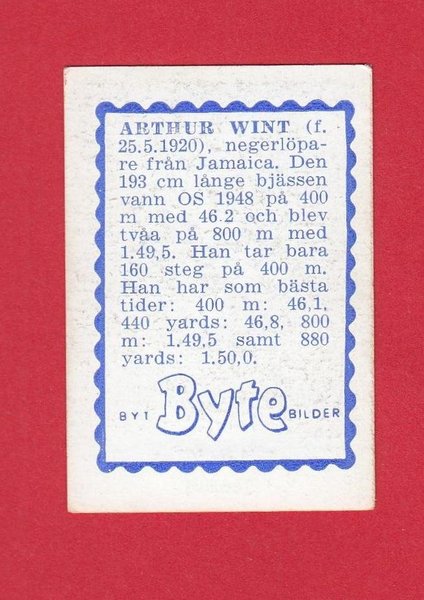 ARTHUR WINT (f.
25.5.1920), negerlöpa-
re från Jamaica. Den
193 cm långe bjässen
vann OS 1948 på 400
m med 46.2 och blev
tvåa på 800 m med
1.49,5. Han tar bara
160 steg på 400 m.
Han har som bästa
tider: 400 m: 46,1,
440 yards: 46,8, 800
m: 1.49,5 samt 880
yards: 1.50,0.
BYT Byte BILDER